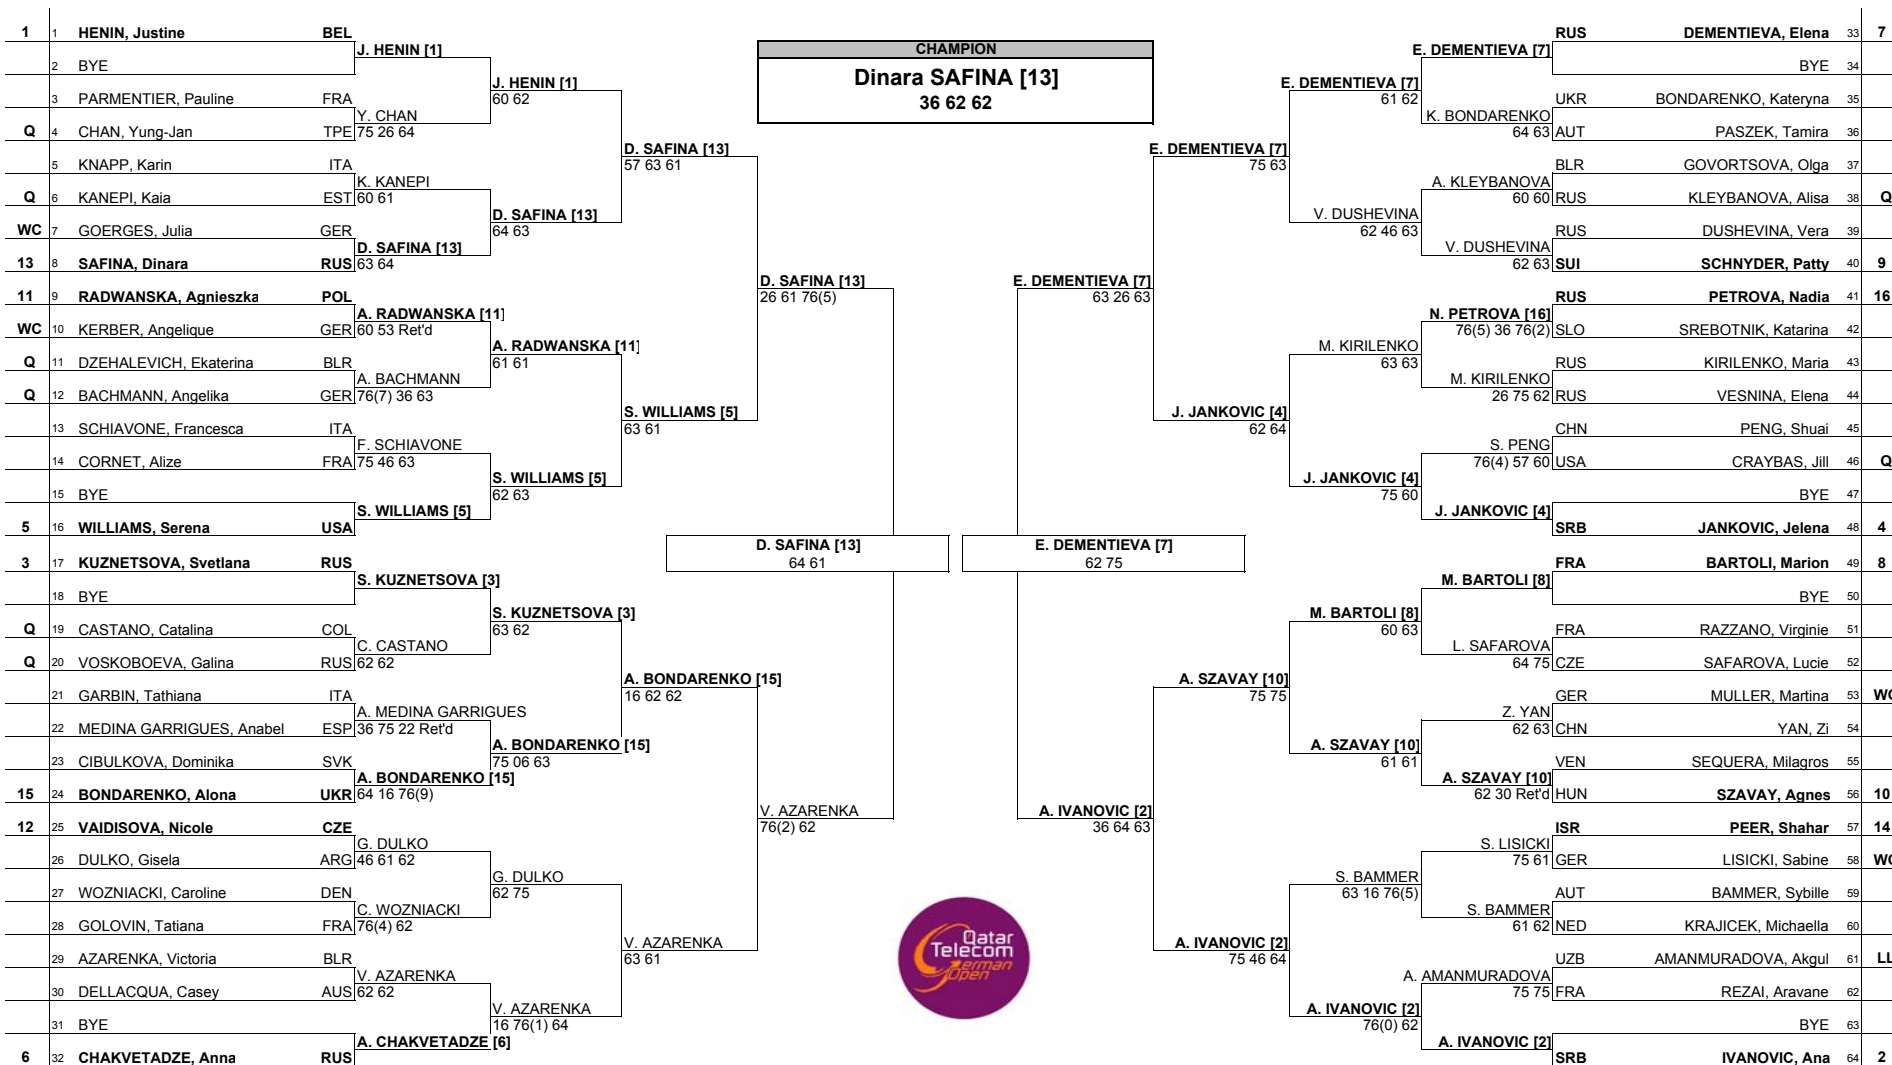 CHAMPION
Dinara SAFINA [13]
36 62 62
1 1 HENIN, Justine BEL
2 BYE
3 PARMENTIER, Pauline FRA
Q 4 CHAN, Yung-Jan TPE
5 KNAPP, Karin ITA
Q 6 KANEPI, Kaia EST
WC 7 GOERGES, Julia GER
13 8 SAFINA, Dinara RUS
11 9 RADWANSKA, Agnieszka POL
WC 10 KERBER, Angelique GER
Q 11 DZEHALEVICH, Ekaterina BLR
Q 12 BACHMANN, Angelika GER
13 SCHIAVONE, Francesca ITA
14 CORNET, Alize FRA
15 BYE
5 16 WILLIAMS, Serena USA
3 17 KUZNETSOVA, Svetlana RUS
18 BYE
Q 19 CASTANO, Catalina COL
Q 20 VOSKOBOEVA, Galina RUS
21 GARBIN, Tathiana ITA
22 MEDINA GARRIGUES, Anabel ESP
23 CIBULKOVA, Dominika SVK
15 24 BONDARENKO, Alona UKR
12 25 VAIDISOVA, Nicole CZE
26 DULKO, Gisela ARG
27 WOZNIACKI, Caroline DEN
28 GOLOVIN, Tatiana FRA
29 AZARENKA, Victoria BLR
30 DELLACQUA, Casey AUS
31 BYE
6 32 CHAKVETADZE, Anna RUS
J. HENIN [1]
Y. CHAN
75 26 64
K. KANEPI
60 61
D. SAFINA [13]
63 64
A. RADWANSKA [11]
60 53 Ret'd
A. BACHMANN
76(7) 36 63
F. SCHIAVONE
75 46 63
S. WILLIAMS [5]
S. KUZNETSOVA [3]
C. CASTANO
62 62
A. MEDINA GARRIGUES
36 75 22 Ret'd
A. BONDARENKO [15]
64 16 76(9)
G. DULKO
46 61 62
C. WOZNIACKI
76(4) 62
V. AZARENKA
62 62
A. CHAKVETADZE [6]
J. HENIN [1]
60 62
D. SAFINA [13]
64 63
A. RADWANSKA [11]
61 61
S. WILLIAMS [5]
62 63
S. KUZNETSOVA [3]
63 62
A. BONDARENKO [15]
75 06 63
G. DULKO
62 75
V. AZARENKA
16 76(1) 64
D. SAFINA [13]
57 63 61
S. WILLIAMS [5]
63 61
A. BONDARENKO [15]
16 62 62
V. AZARENKA
63 61
D. SAFINA [13]
26 61 76(5)
V. AZARENKA
76(2) 62
D. SAFINA [13]
64 61
E. DEMENTIEVA [7]
62 75
E. DEMENTIEVA [7]
63 26 63
A. IVANOVIC [2]
36 64 63
E. DEMENTIEVA [7]
75 63
J. JANKOVIC [4]
62 64
A. SZAVAY [10]
75 75
A. IVANOVIC [2]
75 46 64
E. DEMENTIEVA [7]
61 62
V. DUSHEVINA
62 46 63
M. KIRILENKO
63 63
J. JANKOVIC [4]
75 60
M. BARTOLI [8]
60 63
A. SZAVAY [10]
61 61
S. BAMMER
63 16 76(5)
A. IVANOVIC [2]
76(0) 62
E. DEMENTIEVA [7]
K. BONDARENKO
64 63
A. KLEYBANOVA
60 60
V. DUSHEVINA
62 63
N. PETROVA [16]
76(5) 36 76(2)
M. KIRILENKO
26 75 62
S. PENG
76(4) 57 60
J. JANKOVIC [4]
M. BARTOLI [8]
L. SAFAROVA
64 75
Z. YAN
62 63
A. SZAVAY [10]
62 30 Ret'd
S. LISICKI
75 61
S. BAMMER
61 62
A. AMANMURADOVA
75 75
A. IVANOVIC [2]
RUS DEMENTIEVA, Elena 33 7
BYE 34
UKR BONDARENKO, Kateryna 35
AUT PASZEK, Tamira 36
BLR GOVORTSOVA, Olga 37
RUS KLEYBANOVA, Alisa 38 Q
RUS DUSHEVINA, Vera 39
SUI SCHNYDER, Patty 40 9
RUS PETROVA, Nadia 41 16
SLO SREBOTNIK, Katarina 42
RUS KIRILENKO, Maria 43
RUS VESNINA, Elena 44
CHN PENG, Shuai 45
USA CRAYBAS, Jill 46 Q
BYE 47
SRB JANKOVIC, Jelena 48 4
FRA BARTOLI, Marion 49 8
BYE 50
FRA RAZZANO, Virginie 51
CZE SAFAROVA, Lucie 52
GER MULLER, Martina 53 WC
CHN YAN, Zi 54
VEN SEQUERA, Milagros 55
HUN SZAVAY, Agnes 56 10
ISR PEER, Shahar 57 14
GER LISICKI, Sabine 58 WC
AUT BAMMER, Sybille 59
NED KRAJICEK, Michaella 60
UZB AMANMURADOVA, Akgul 61 LL
FRA REZAI, Aravane 62
BYE 63
SRB IVANOVIC, Ana 64 2
Qatar
Telecom
German
Open